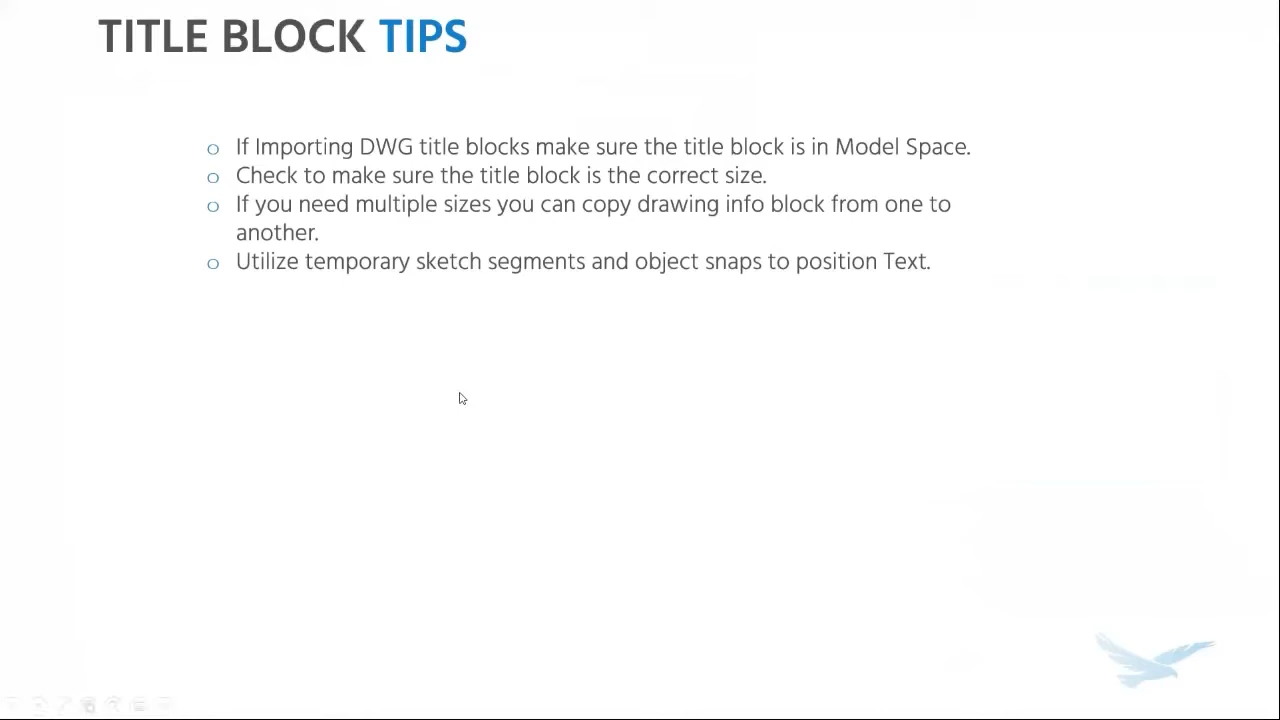 TITLE BLOCK TIPS
o If Importing DWG title blocks make sure the title block is in Model Space.
o Check to make sure the title block is the correct size.
o If you need multiple sizes you can copy drawing info block from one to
another.
o Utilize temporary sketch segments and object snaps to position Text.